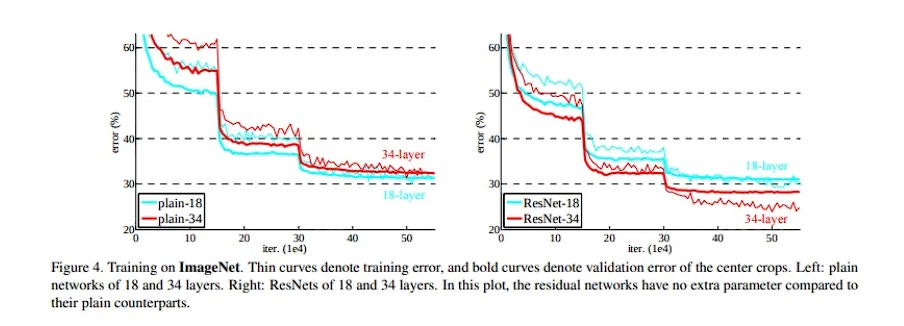 60
50
40
30
20
error (%)
0
10
20
30
40
50
iter. (1e4)
34-layer
18-layer
plain-18
plain-34
60
50
40
30
20
error (%)
0
10
20
30
40
50
iter. (1e4)
18-layer
34-layer
ResNet-18
ResNet-34
Figure 4. Training on ImageNet. Thin curves denote training error, and bold curves denote validation error of the center crops. Left: plain
networks of 18 and 34 layers. Right: ResNets of 18 and 34 layers. In this plot, the residual networks have no extra parameter compared to
their plain counterparts.